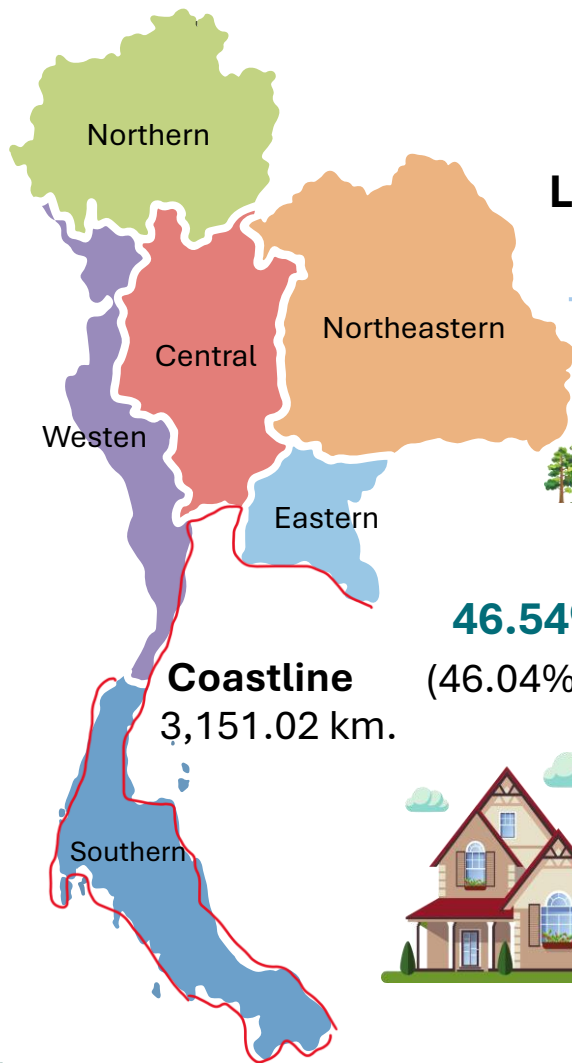 Northern
L
Northeastern
Central
Westen
Eastern
46.54
(46.04%
Coastline
3,151.02 km.
Southern